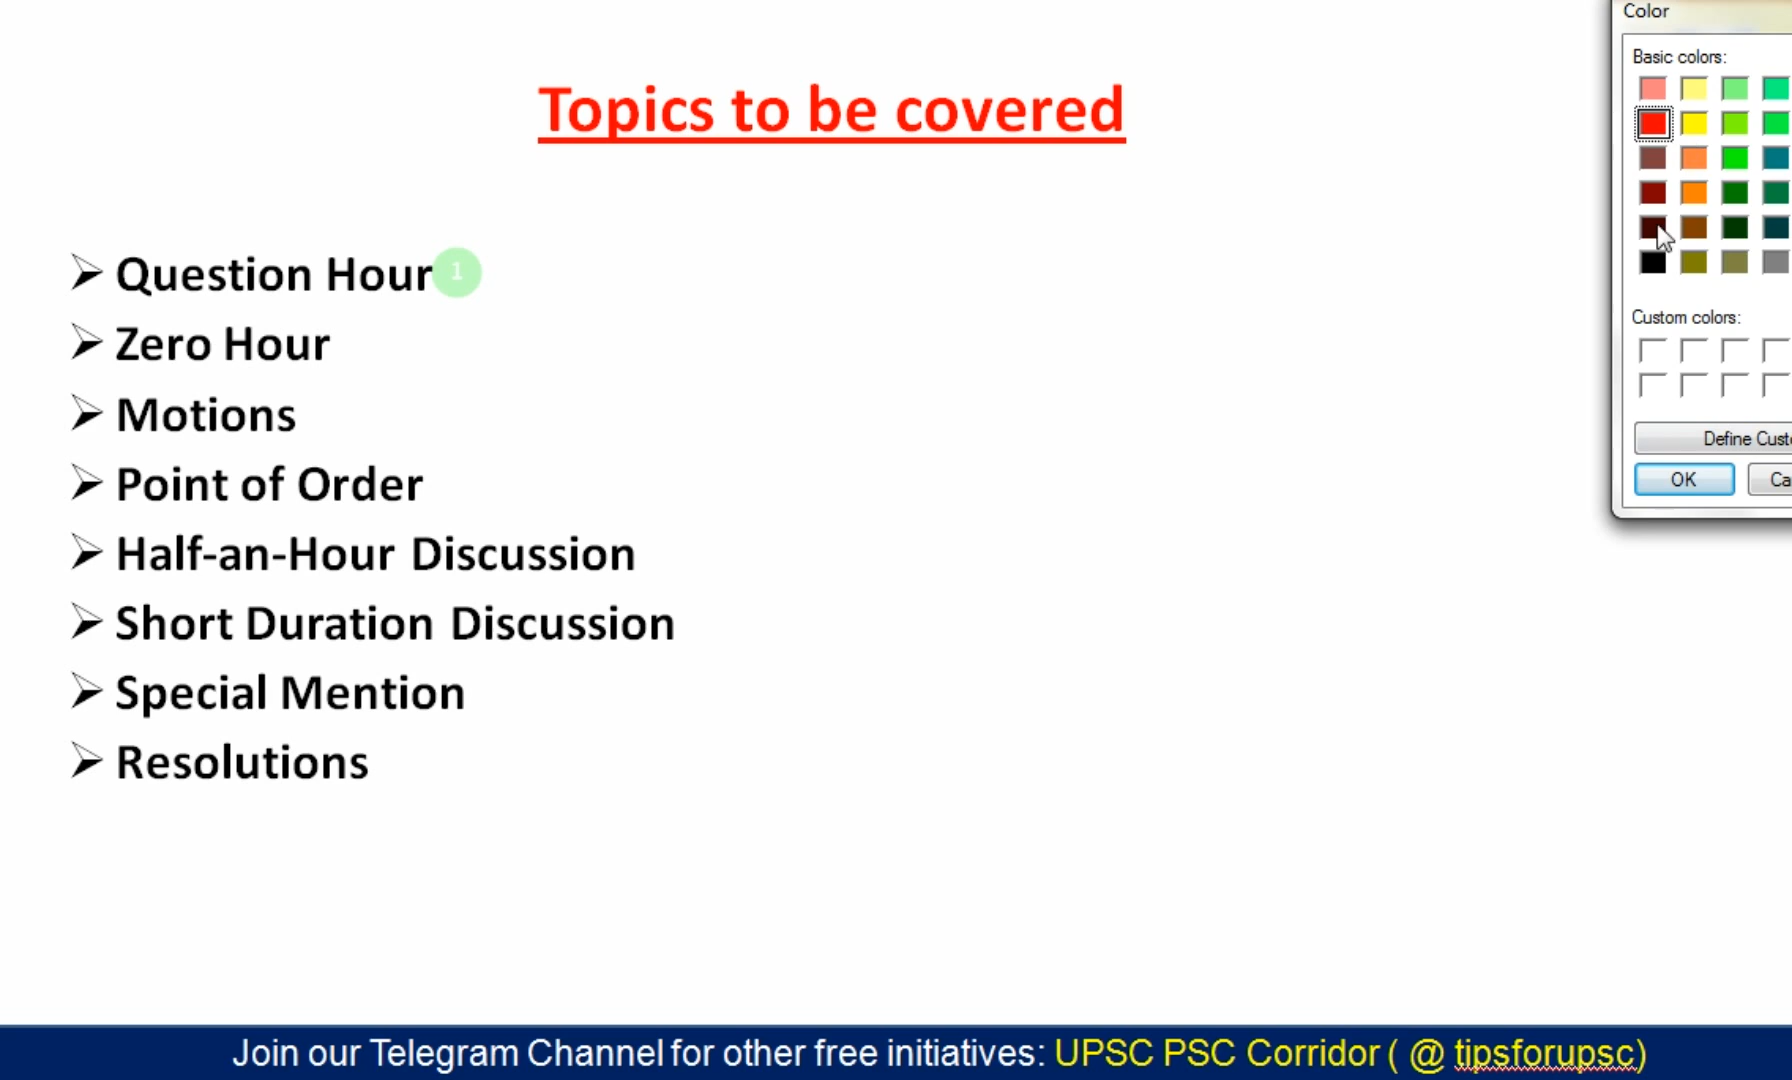 Topics to be covered
Question Hour 1
Zero Hour
Motions
Point of Order
Half-an-Hour Discussion
Short Duration Discussion
Special Mention
Resolutions
Color
Basic colors:
Custom colors:
Define Custo
OK Ca
Join our Telegram Channel for other free initiatives: UPSC PSC Corridor ( @ tipsforupsc)